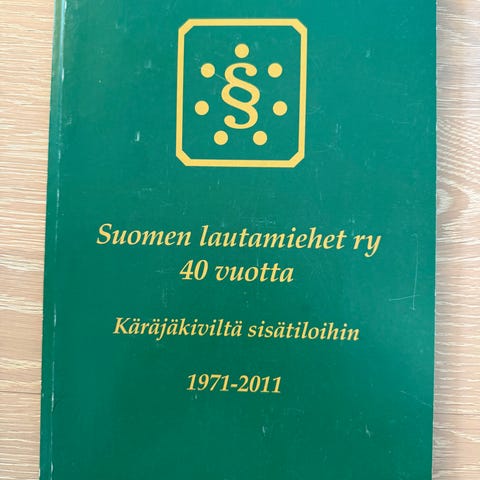 §
Suomen lautamiehet ry
40 vuotta
Käräjäkiviltä sisätiloihin
1971-2011